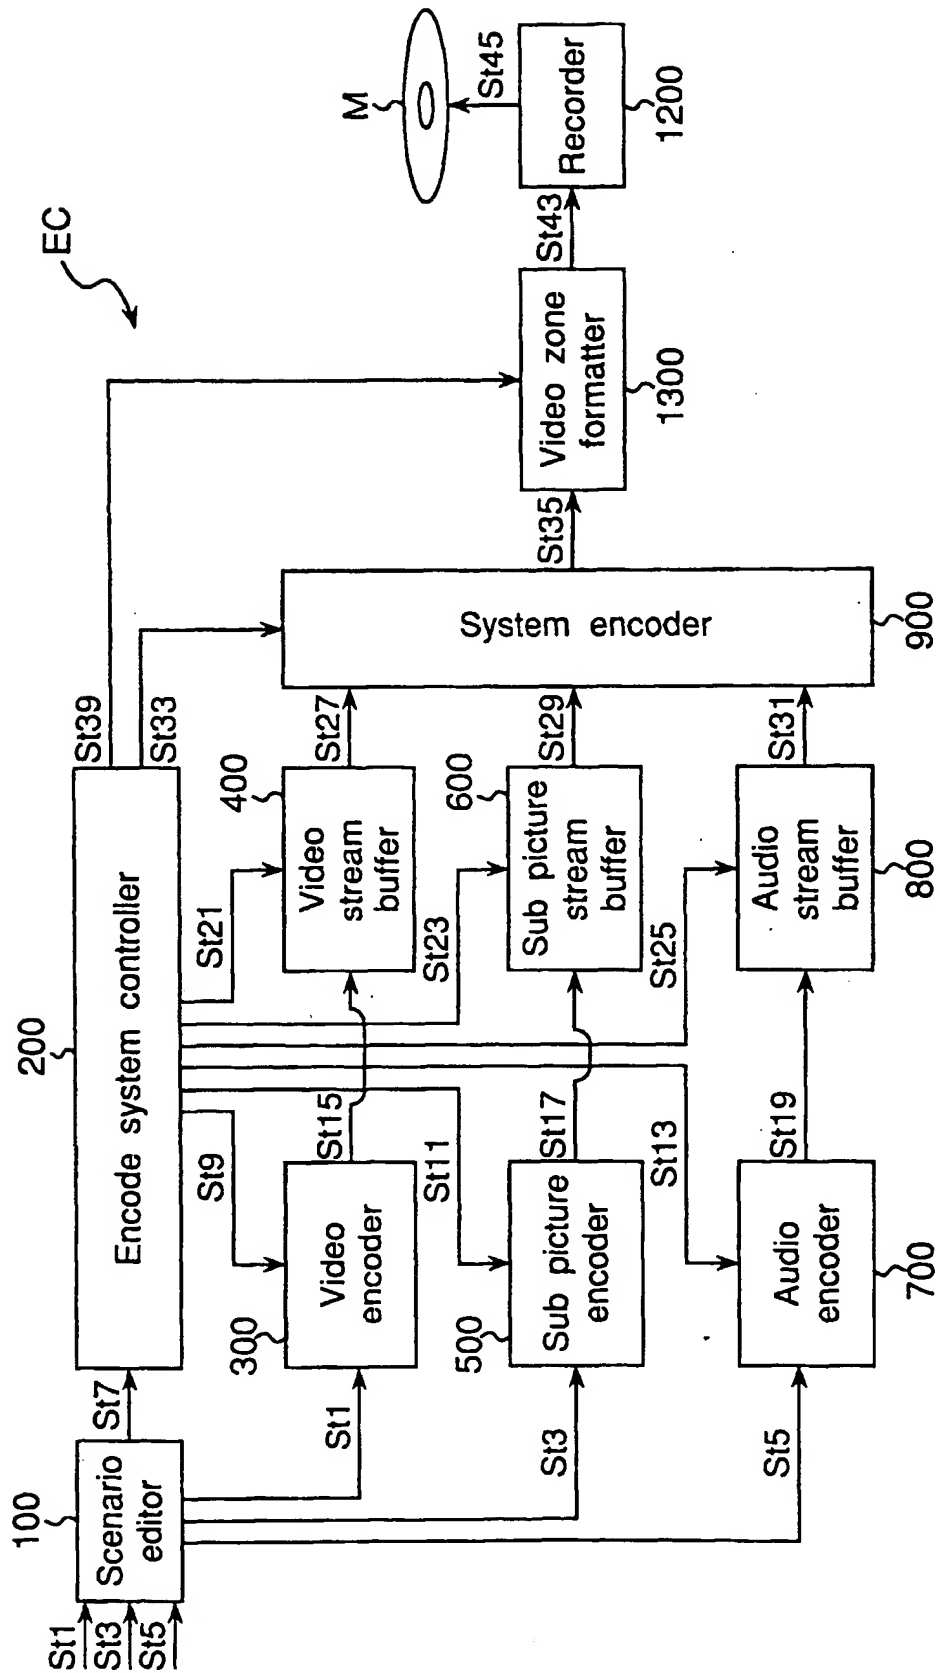 EC
100
Scenario
editor
St1
St3
St5
St7
200
Encode system controller
St39
St33
St9
St21
St11
St23
St13
St25
St1
300
Video
encoder
St15
400
Video
stream
buffer
St27
St3
500
Sub picture
encoder
St17
600
Sub picture
stream
buffer
St29
St5
Audio
encoder
700
St19
Audio
stream
buffer
800
St31
System encoder
900
St35
Video zone
formatter
1300
St43
Recorder
1200
St45
M